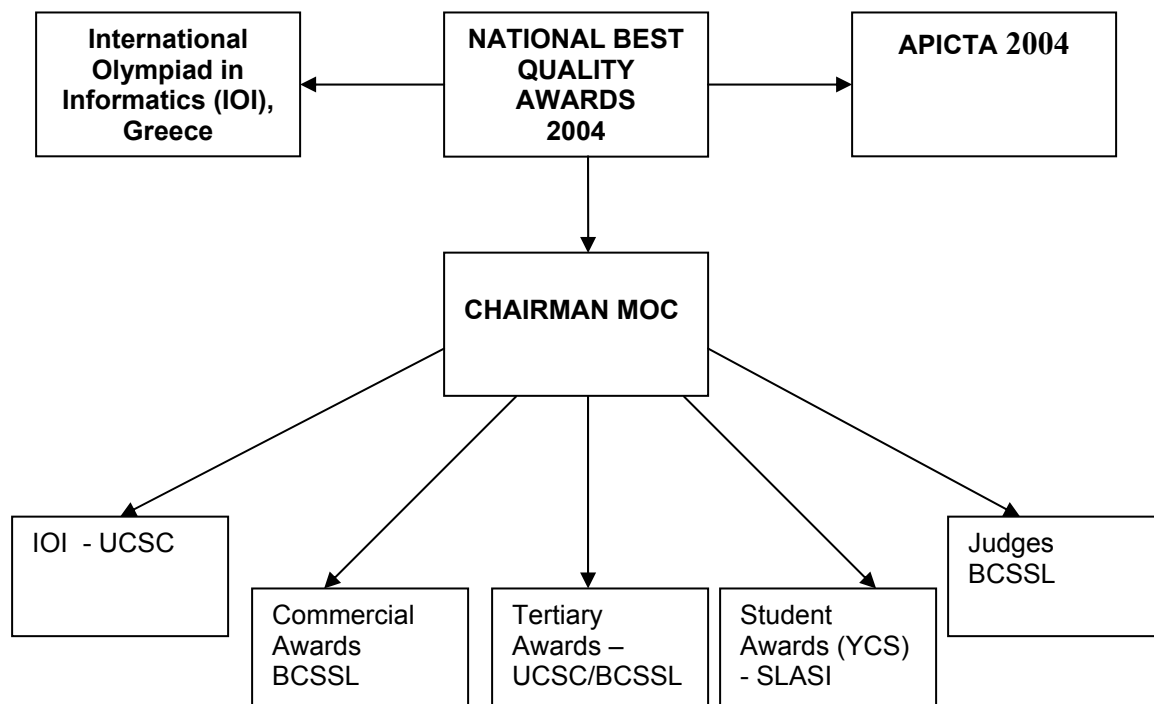 International
Olympiad in
Informatics (IOI),
Greece
NATIONAL BEST
QUALITY
AWARDS
2004
APICTA 2004
CHAIRMAN MOC
IOI - UCSC
Commercial
Awards
BCSSL
Tertiary
Awards –
UCSC/BCSSL
Student
Awards (YCS)
- SLASI
Judges
BCSSL